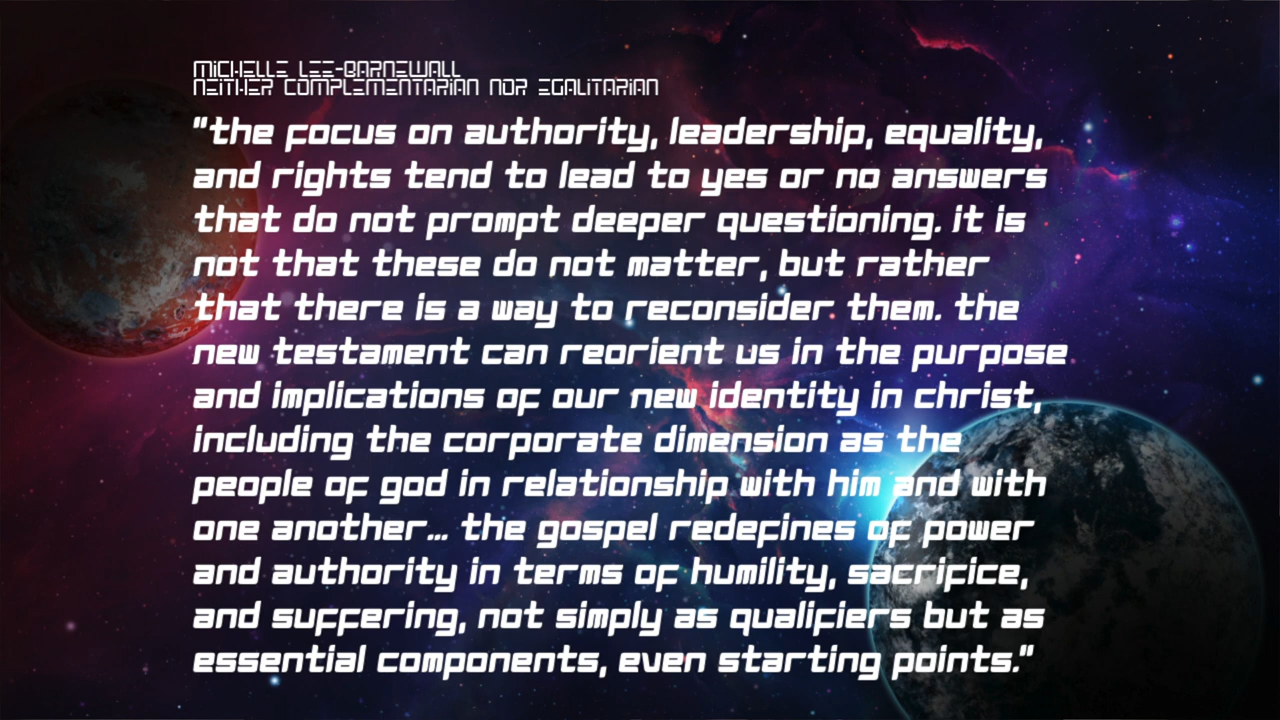 MICHELLE LEE-BARNEWALL
NEITHER COMPLEMENTARIAN NOR EGALITARIAN
"the focus on authority, leadership, equality,
and rights tend to lead to yes or no answers
that do not prompt deeper questioning. it is
not that these do not matter, but rather
that there is a way to reconsider them. the
new testament can reorient us in the purpose
and implications of our new identity in christ,
including the corporate dimension as the
people of god in relationship with him and with
one another... the gospel redefines of power
and authority in terms of humility, sacrifice,
and suffering, not simply as qualifiers but as
essential components, even starting points."